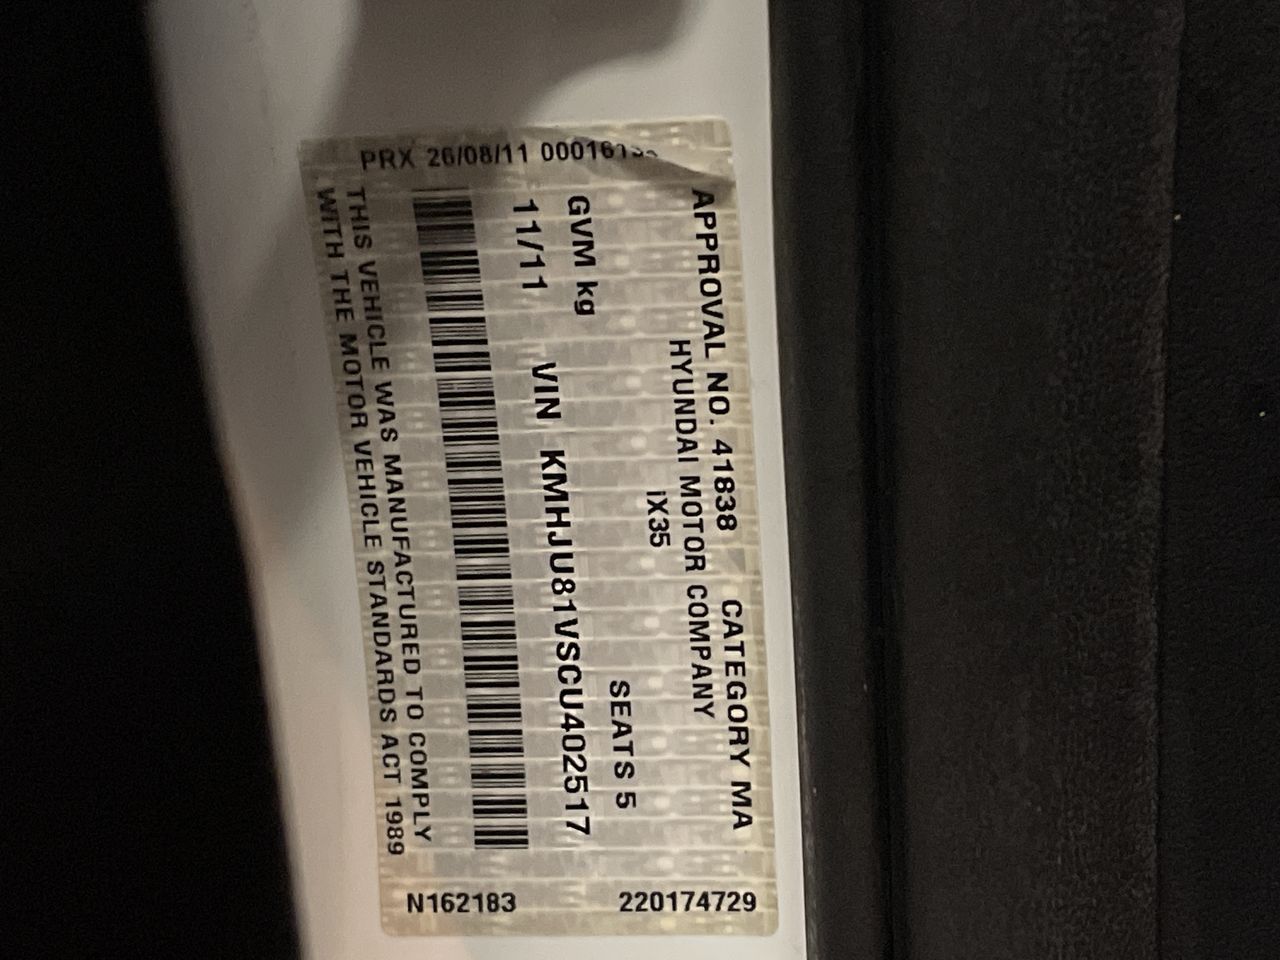 APPROVAL NO. 41838 CATEGORY MA
HYUNDAI MOTOR COMPANY
iX35
SEATS 5
GVM kg
11/11 VIN KMHJU81VSCU402517
THIS VEHICLE WAS MANUFACTURED TO COMPLY
WITH THE MOTOR VEHICLE STANDARDS ACT 1989
PRX 26/08/11
N162183 220174729